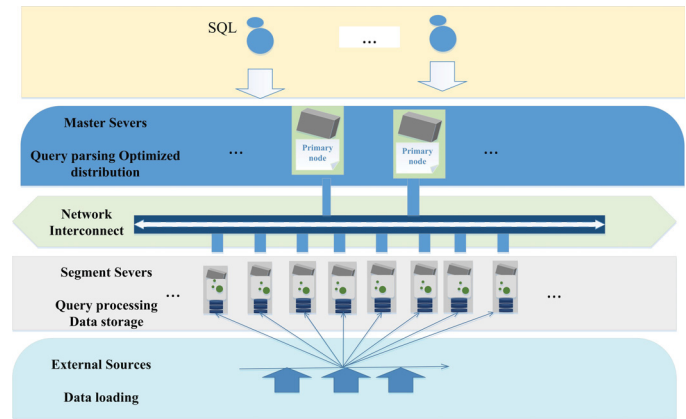 SQL
...
Master Severs
Query parsing Optimized
distribution
...
Primary
node
Primary
node
...
Network
Interconnect
Segment Severs
Query processing
Data storage
...
...
External Sources
Data loading